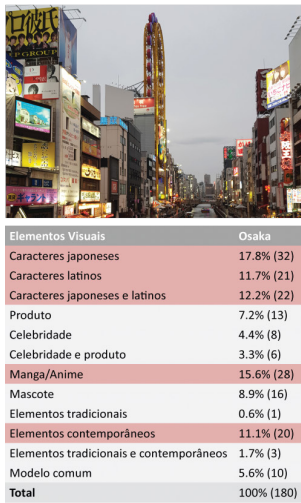 RP GROUP
Elementos Visuais Osaka
Caracteres japoneses 17.8% (32)
Caracteres latinos 11.7% (21)
Caracteres japoneses e latinos 12.2% (22)
Produto 7.2% (13)
Celebridade 4.4% (8)
Celebridade e produto 3.3% (6)
Manga/Anime 15.6% (28)
Mascote 8.9% (16)
Elementos tradicionais 0.6% (1)
Elementos contemporâneos 11.1% (20)
Elementos tradicionais e contemporâneos 1.7% (3)
Modelo comum 5.6% (10)
Total 100% (180)